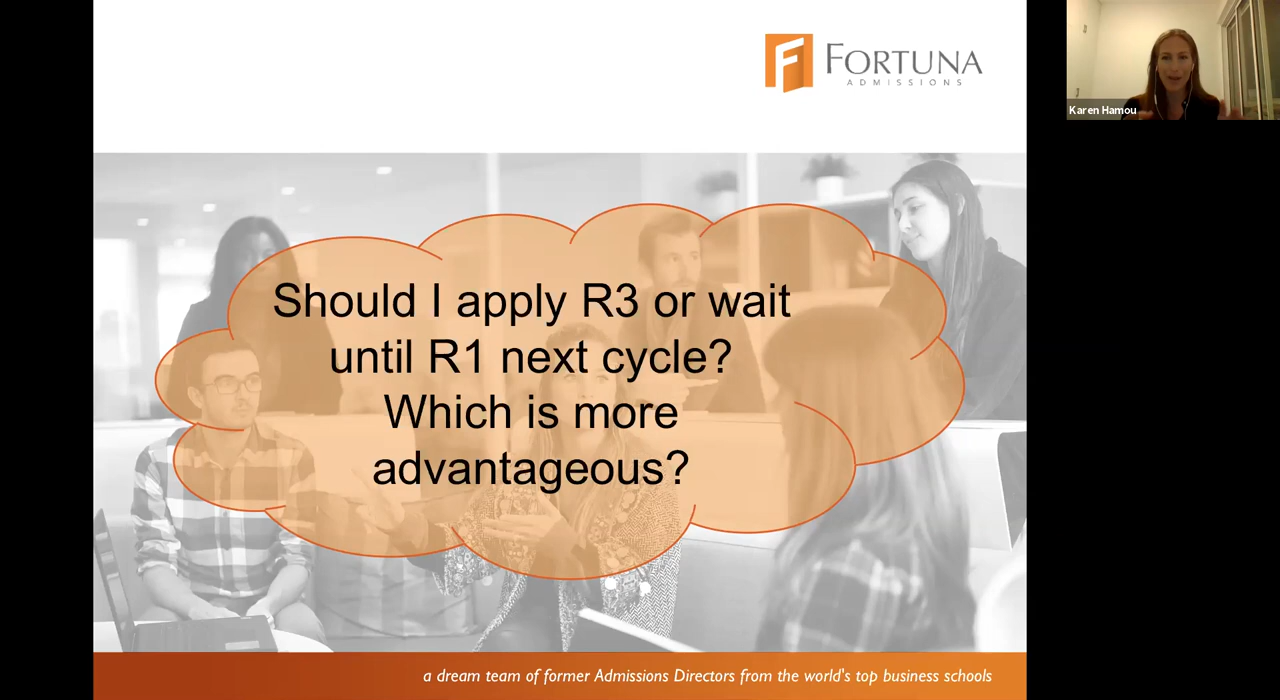 FORTUNA
ADMISSIONS
Karen Hamou
Should I apply R3 or wait
until R1 next cycle?
Which is more
advantageous?
a dream team of former Admissions Directors from the world's top business schools